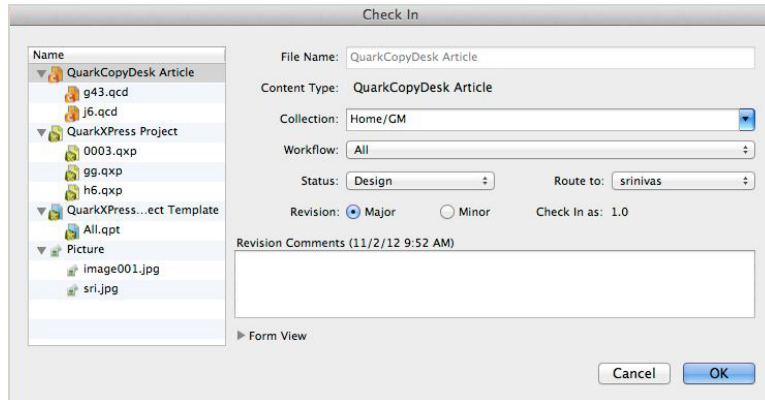 Check In
Name
QuarkCopyDesk Article
g43.qcd
j6.qcd
QuarkXPress Project
0003.qxp
gg.qxp
h6.qxp
QuarkXPress...ect Template
All.qpt
Picture
image001.jpg
sri.jpg
File Name: QuarkCopyDesk Article
Content Type: QuarkCopyDesk Article
Collection: Home/GM
Workflow: All
Status: Design Route to: srinivas
Revision: Major Minor Check In as: 1.0
Revision Comments (11/2/12 9:52 AM)
Form View
Cancel OK